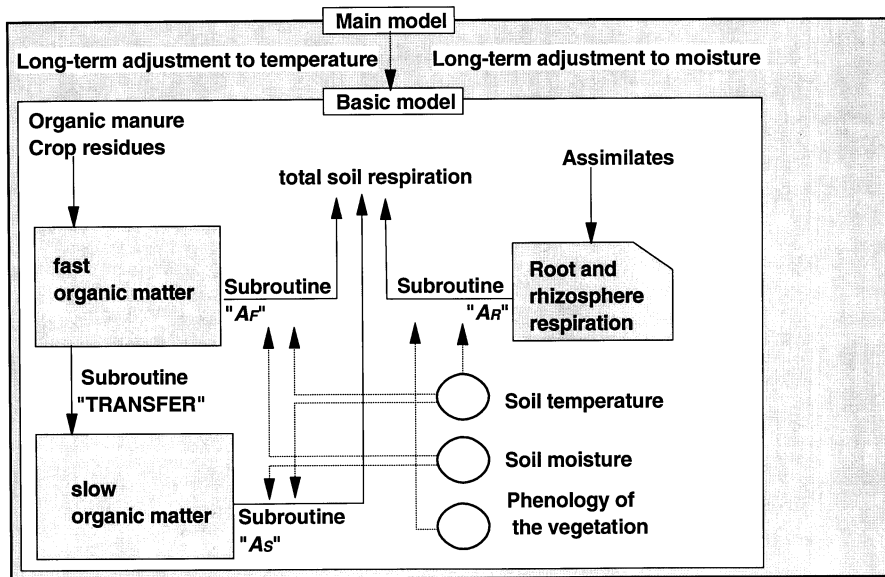 Main model
Long-term adjustment to temperature
Long-term adjustment to moisture
Basic model
Organic manure
Crop residues
Assimilates
total soil respiration
fast
organic matter
Subroutine
"AF"
Subroutine
"AR"
Root and
rhizosphere
respiration
Subroutine
"TRANSFER"
Soil temperature
Soil moisture
slow
organic matter
Subroutine
"AS"
Phenology of
the vegetation